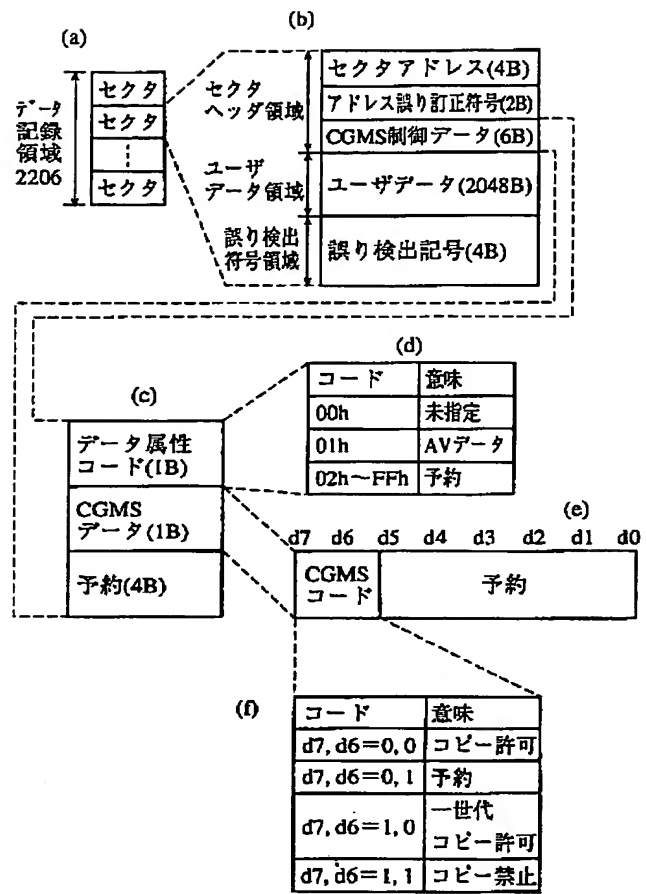 (a)
データ
記録
領域
2206
セクタ
セクタ
セクタ
(b)
セクタ
ヘッダ領域
ユーザ
データ領域
誤り検出
符号領域
セクタアドレス(4B)
アドレス誤り訂正符号(2B)
CGMS制御データ(6B)
ユーザデータ(2048B)
誤り検出記号(4B)
(c)
データ属性
コード(1B)
CGMS
データ(1B)
予約(4B)
(d)
コード 意味
00h 未指定
01h AVデータ
02h～FFh 予約
(e)
d7 d6 d5 d4 d3 d2 d1 d0
CGMS
コード
予約
(f)
コード 意味
d7, d6＝0, 0 コピー許可
d7, d6＝0, 1 予約
d7, d6＝1, 0 一世代
コピー許可
d7, d6＝1, 1 コピー禁止